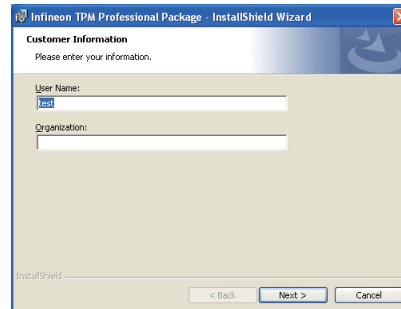 Infineon TPM Professional Package - InstallShield Wizard
Customer Information
Please enter your information.
User Name:
test
Organization:
InstallShield
< Back
Next >
Cancel